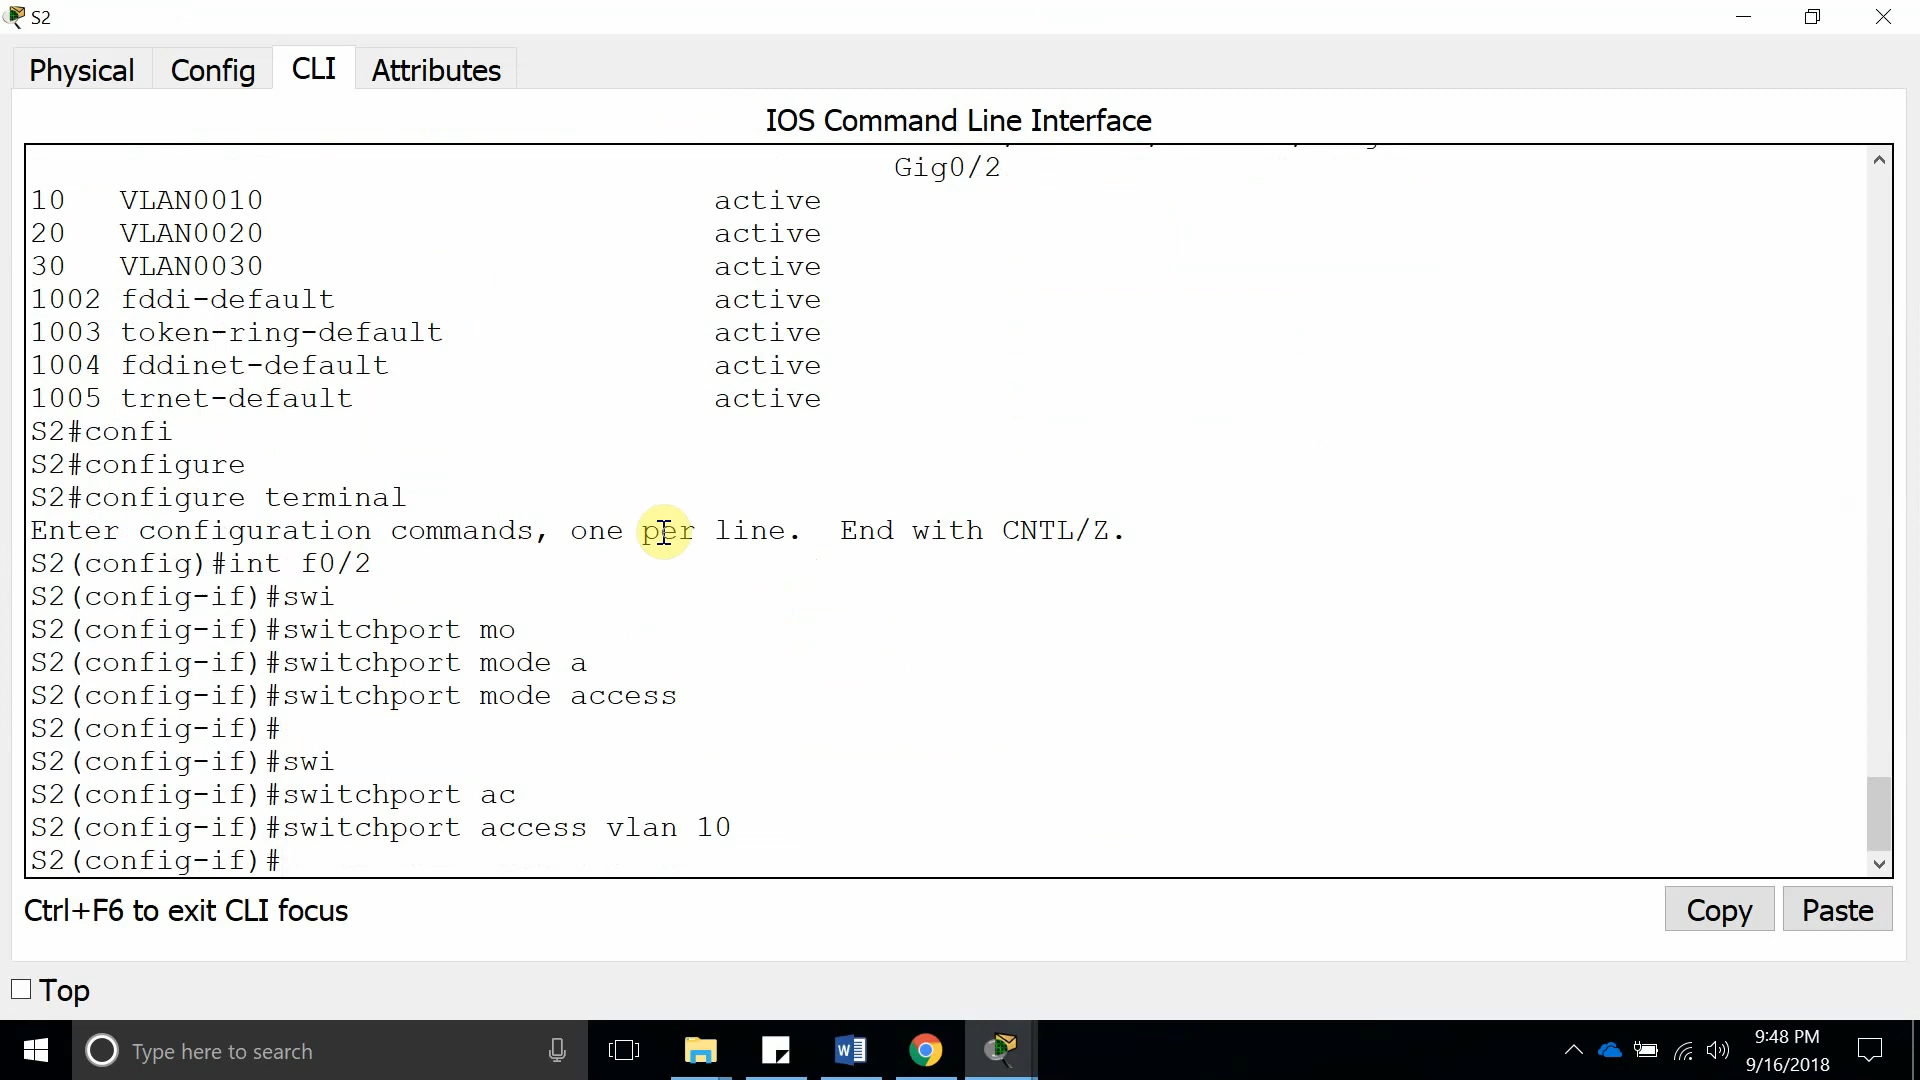 S2
Physical Config CLI Attributes
IOS Command Line Interface
Gig0/2
10 VLAN0010 active
20 VLAN0020 active
30 VLAN0030 active
1002 fddi-default active
1003 token-ring-default active
1004 fddinet-default active
1005 trnet-default active
S2#confi
S2#configure
S2#configure terminal
Enter configuration commands, one per line. End with CNTL/Z.
S2(config)#int f0/2
S2(config-if)#swi
S2(config-if)#switchport mo
S2(config-if)#switchport mode a
S2(config-if)#switchport mode access
S2(config-if)#
S2(config-if)#swi
S2(config-if)#switchport ac
S2(config-if)#switchport access vlan 10
S2(config-if)#
Ctrl+F6 to exit CLI focus
Copy Paste
Top
Type here to search
9:48 PM
9/16/2018